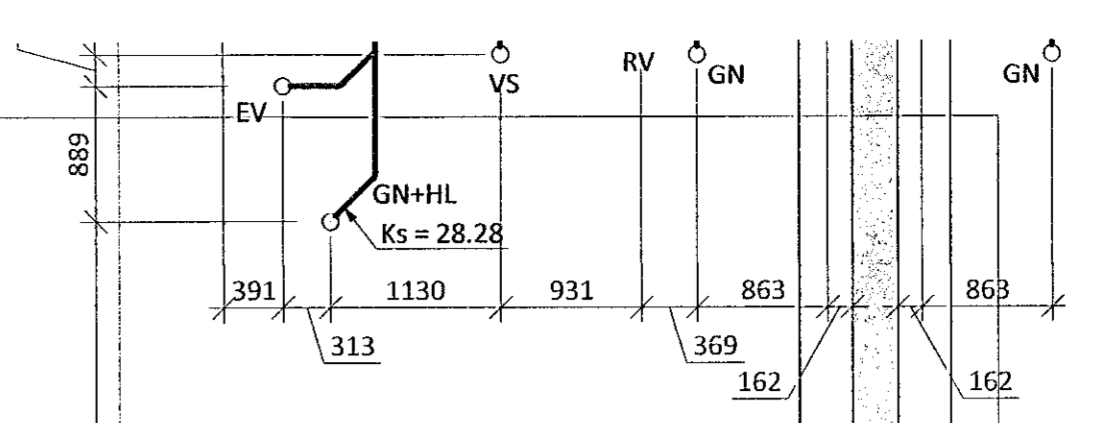 RV
GN
GN
VS
EV
889
GN+HL
Ks = 28.28
391
1130
931
863
863
313
369
162
162